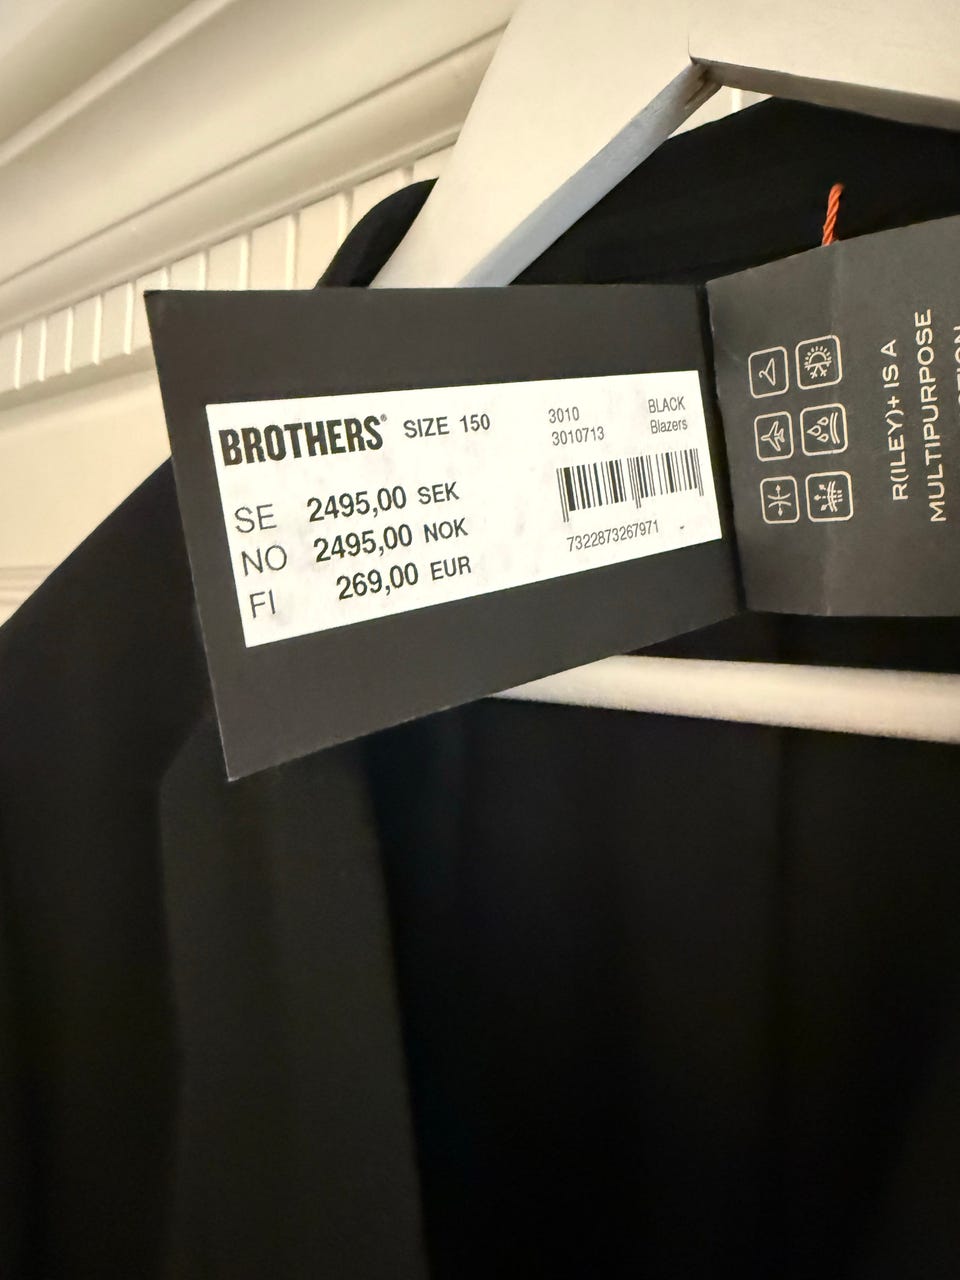 BROTHERS® SIZE 150
3010
3010713
BLACK
Blazers
SE 2495,00 SEK
NO 2495,00 NOK
FI 269,00 EUR
7322873267971 -
R(ILEY)+ IS A
MULTIPURPOSE